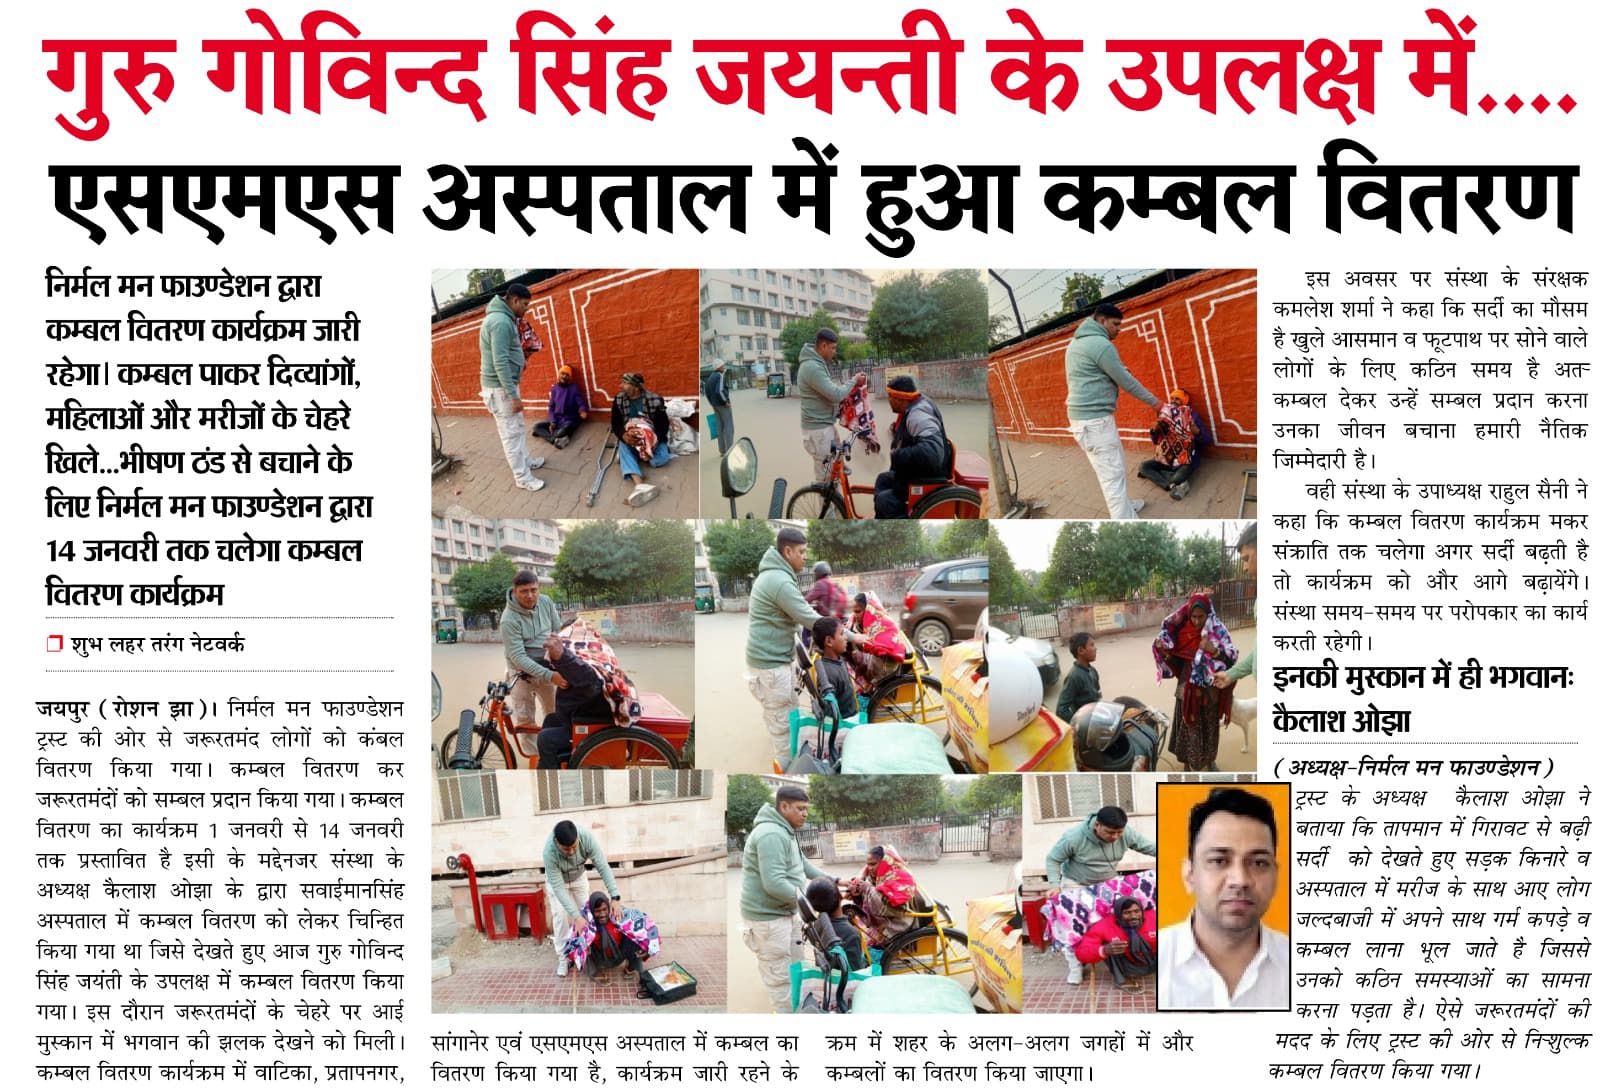 गुरु गोविन्द सिंह जयन्ती के उपलक्ष में....
एसएमएस अस्पताल में हुआ कम्बल वितरण
निर्मल मन फाउण्डेशन द्वारा
कम्बल वितरण कार्यक्रम जारी
रहेगा। कम्बल पाकर दिव्यांगों,
महिलाओं और मरीजों के चेहरे
खिले...भीषण ठंड से बचाने के
लिए निर्मल मन फाउण्डेशन द्वारा
14 जनवरी तक चलेगा कम्बल
वितरण कार्यक्रम
❐ शुभ लहर तरंग नेटवर्क
जयपुर (रोशन झा)। निर्मल मन फाउण्डेशन
ट्रस्ट की ओर से जरूरतमंद लोगों को कंबल
वितरण किया गया। कम्बल वितरण कर
जरूरतमंदों को सम्बल प्रदान किया गया। कम्बल
वितरण का कार्यक्रम 1 जनवरी से 14 जनवरी
तक प्रस्तावित है इसी के मद्देनजर संस्था के
अध्यक्ष कैलाश ओझा के द्वारा सवाईमानसिंह
अस्पताल में कम्बल वितरण को लेकर चिन्हित
किया गया था जिसे देखते हुए आज गुरु गोविन्द
सिंह जयंती के उपलक्ष में कम्बल वितरण किया
गया। इस दौरान जरूरतमंदों के चेहरे पर आई
मुस्कान में भगवान की झलक देखने को मिली।
कम्बल वितरण कार्यक्रम में वाटिका, प्रतापनगर,
सांगानेर एवं एसएमएस अस्पताल में कम्बल का
वितरण किया गया है, कार्यक्रम जारी रहने के
क्रम में शहर के अलग-अलग जगहों में और
कम्बलों का वितरण किया जाएगा।
इस अवसर पर संस्था के संरक्षक
कमलेश शर्मा ने कहा कि सर्दी का मौसम
है खुले आसमान व फूटपाथ पर सोने वाले
लोगों के लिए कठिन समय है अतः
कम्बल देकर उन्हें सम्बल प्रदान करना
उनका जीवन बचाना हमारी नैतिक
जिम्मेदारी है।
वही संस्था के उपाध्यक्ष राहुल सैनी ने
कहा कि कम्बल वितरण कार्यक्रम मकर
संक्राति तक चलेगा अगर सर्दी बढ़ती है
तो कार्यक्रम को और आगे बढ़ायेंगे।
संस्था समय-समय पर परोपकार का कार्य
करती रहेगी।
इनकी मुस्कान में ही भगवानः
कैलाश ओझा
(अध्यक्ष-निर्मल मन फाउण्डेशन)
ट्रस्ट के अध्यक्ष कैलाश ओझा ने
बताया कि तापमान में गिरावट से बढ़ी
सर्दी को देखते हुए सड़क किनारे व
अस्पताल में मरीज के साथ आए लोग
जल्दबाजी में अपने साथ गर्म कपड़े व
कम्बल लाना भूल जाते है जिससे
उनको कठिन समस्याओं का सामना
करना पड़ता है। ऐसे जरूरतमंदों की
मदद के लिए ट्रस्ट की ओर से निःशुल्क
कम्बल वितरण किया गया।